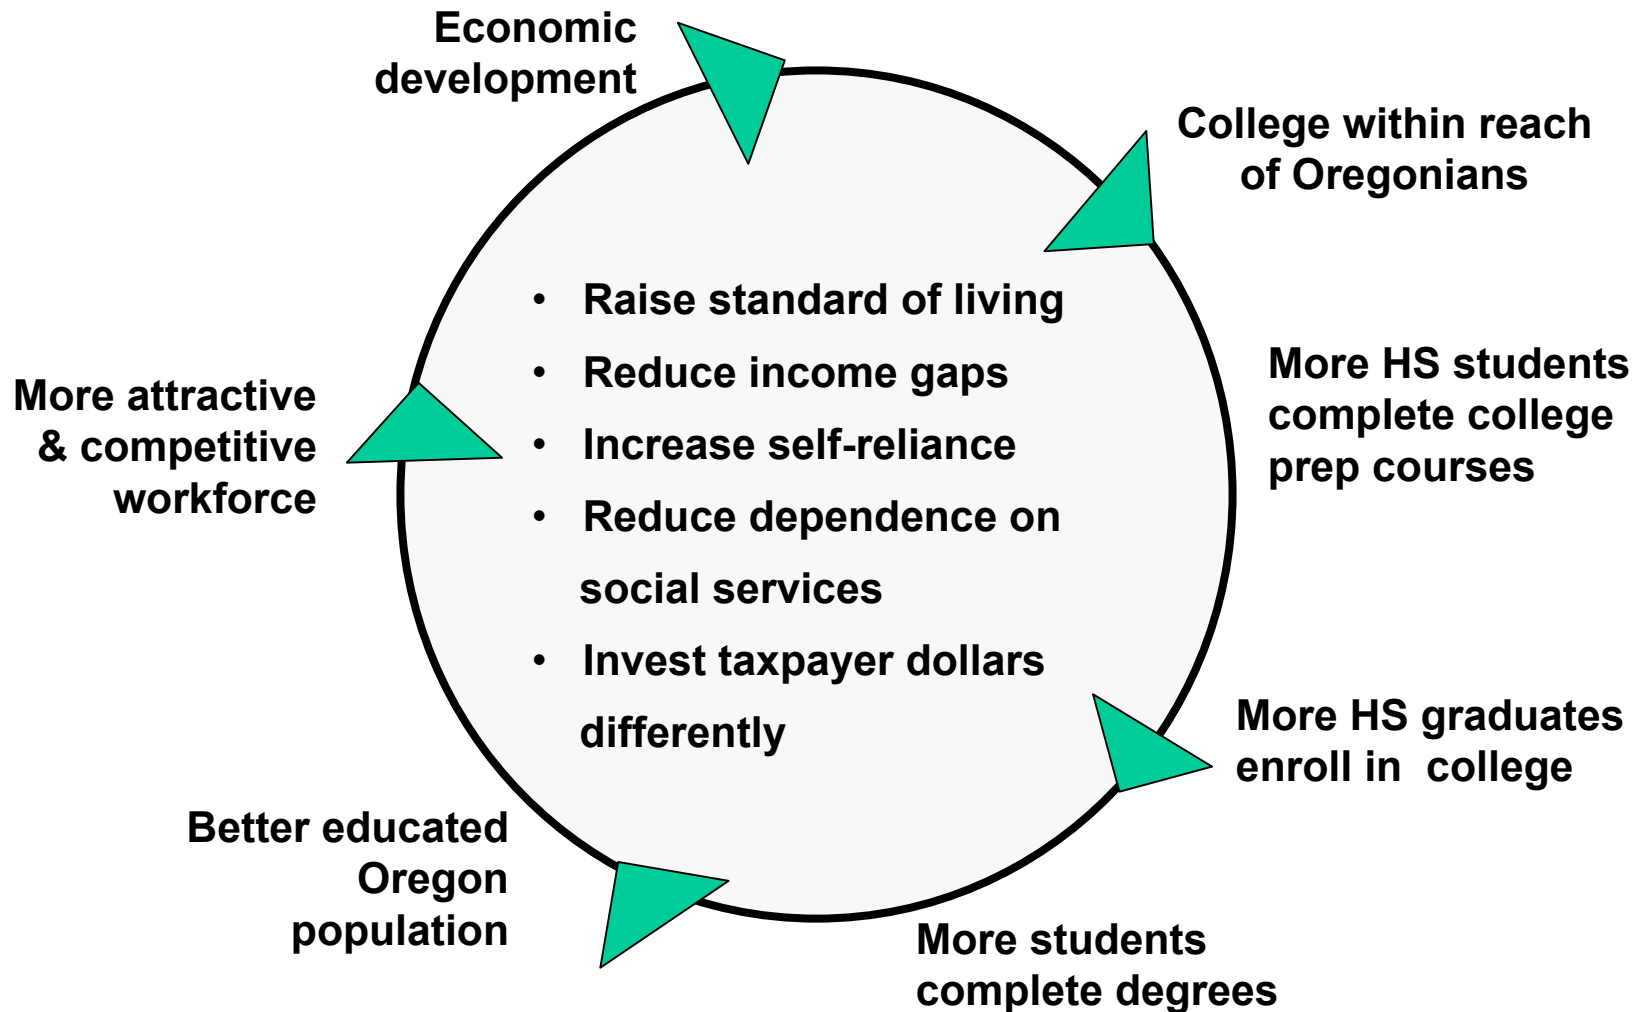 Economic
development
College within reach
of Oregonians
More HS students
complete college
prep courses
More HS graduates
enroll in  college
More students
complete degrees
Better educated
Oregon
population
More attractive
& competitive
workforce
• Raise standard of living
• Reduce income gaps
• Increase self-reliance
• Reduce dependence on
social services
• Invest taxpayer dollars
differently